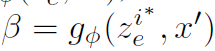 β = g_ϕ(z_e^{i^*}, x′)